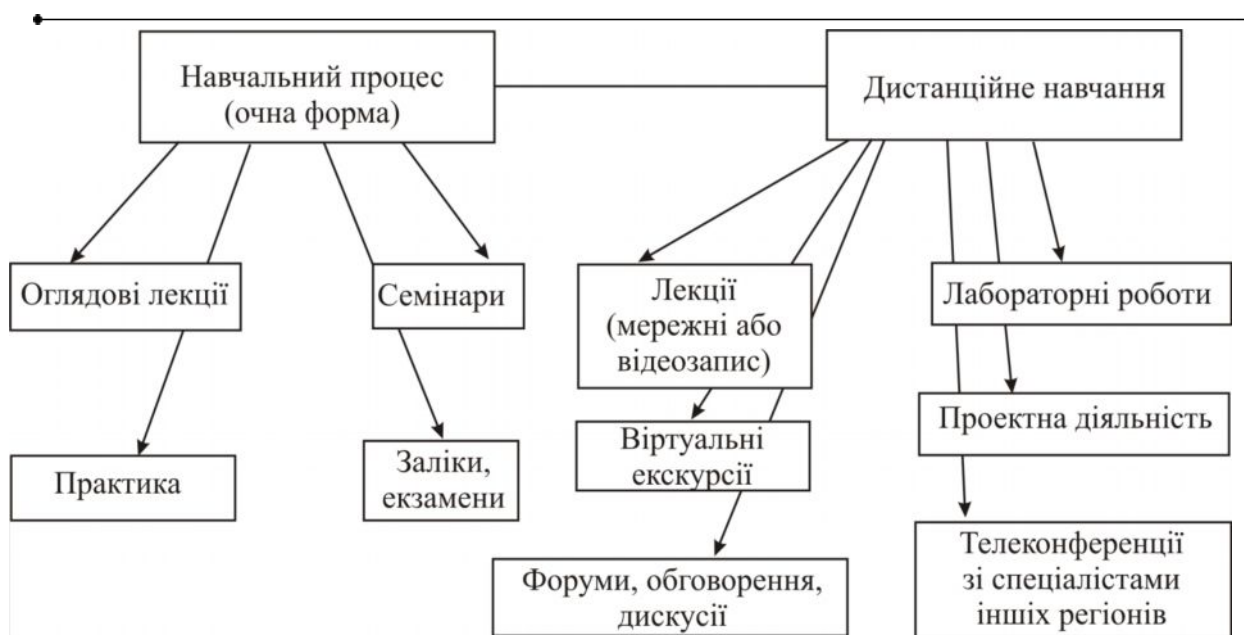 Навчальний процес
(очна форма)
Дистанційне навчання
Оглядові лекції
Семінари
Лекції
(мережні або
відеозапис)
Лабораторні роботи
Практика
Заліки,
екзамени
Віртуальні
екскурсії
Проектна діяльність
Форуми, обговорення,
дискусії
Телеконференції
зі спеціалістами
інших регіонів